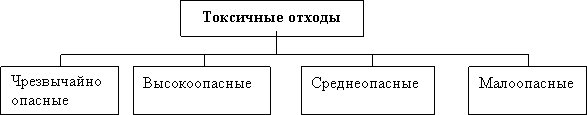 Токсичные отходы
Чрезвычайно
опасные
Высокоопасные
Среднеопасные
Малоопасные